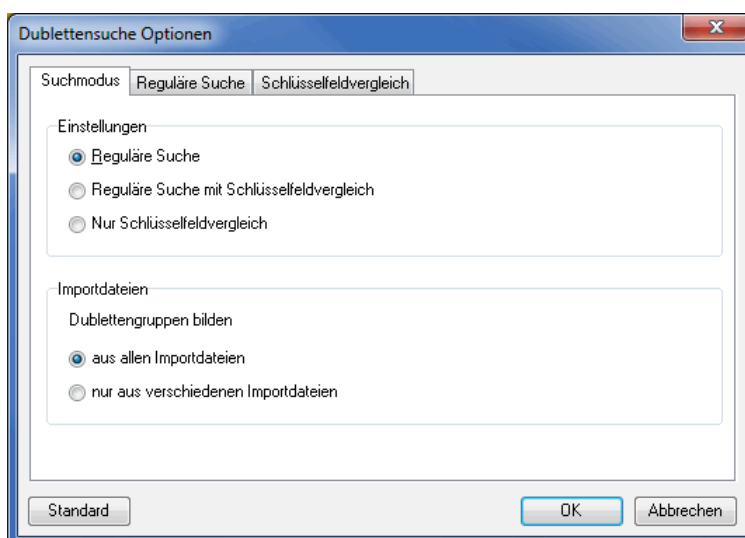 Dublettensuche Optionen
Suchmodus Reguläre Suche Schlüsselfeldvergleich
Einstellungen
Reguläre Suche
Reguläre Suche mit Schlüsselfeldvergleich
Nur Schlüsselfeldvergleich
Importdateien
Dublettengruppen bilden
aus allen Importdateien
nur aus verschiedenen Importdateien
Standard OK Abbrechen